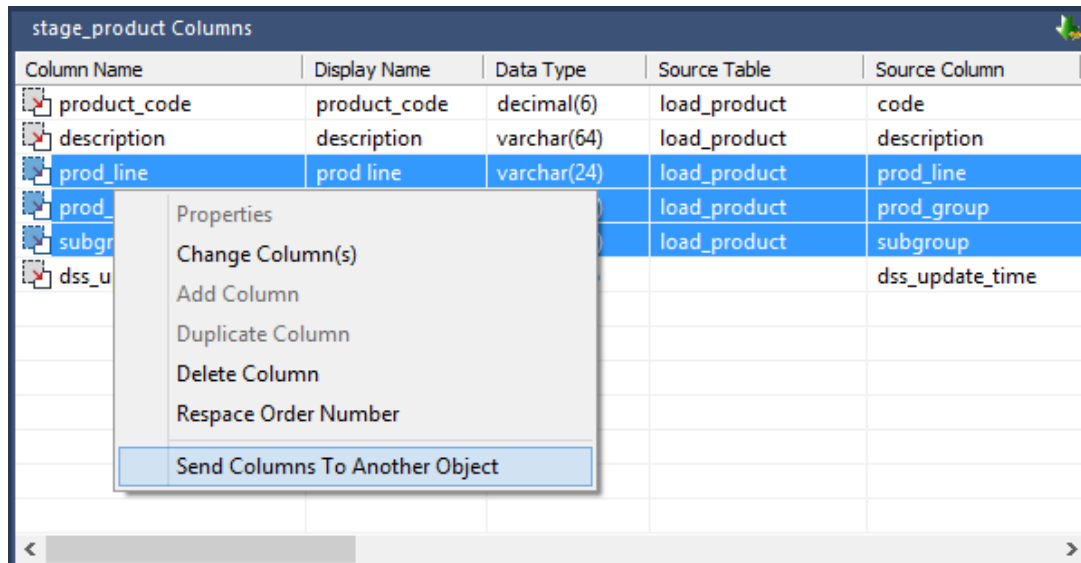 stage_product Columns
Column Name Display Name Data Type Source Table Source Column
product_code product_code decimal(6) load_product code
description description varchar(64) load_product description
prod_line prod line varchar(24) load_product prod_line
prod_ load_product prod_group
subgr load_product subgroup
dss_u dss_update_time
Properties
Change Column(s)
Add Column
Duplicate Column
Delete Column
Respace Order Number
Send Columns To Another Object